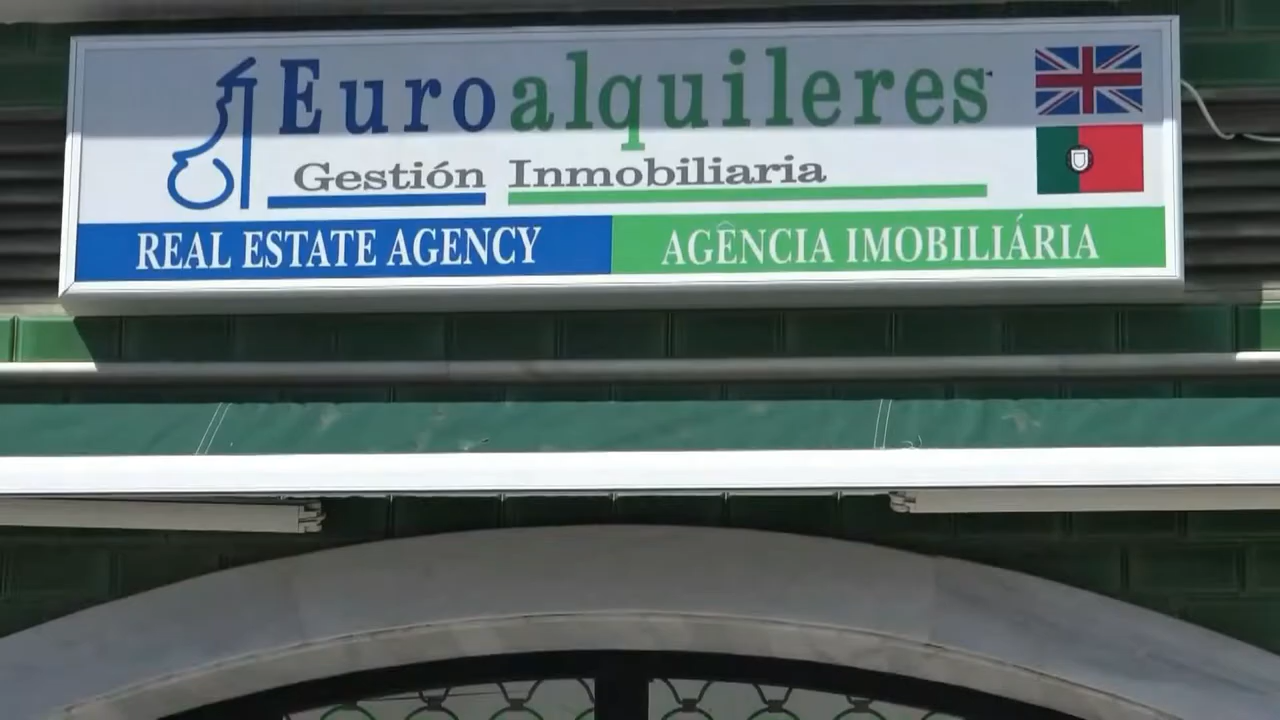 Euroalquileres
Gestión Inmobiliaria
REAL ESTATE AGENCY AGÊNCIA IMOBILIÁRIA